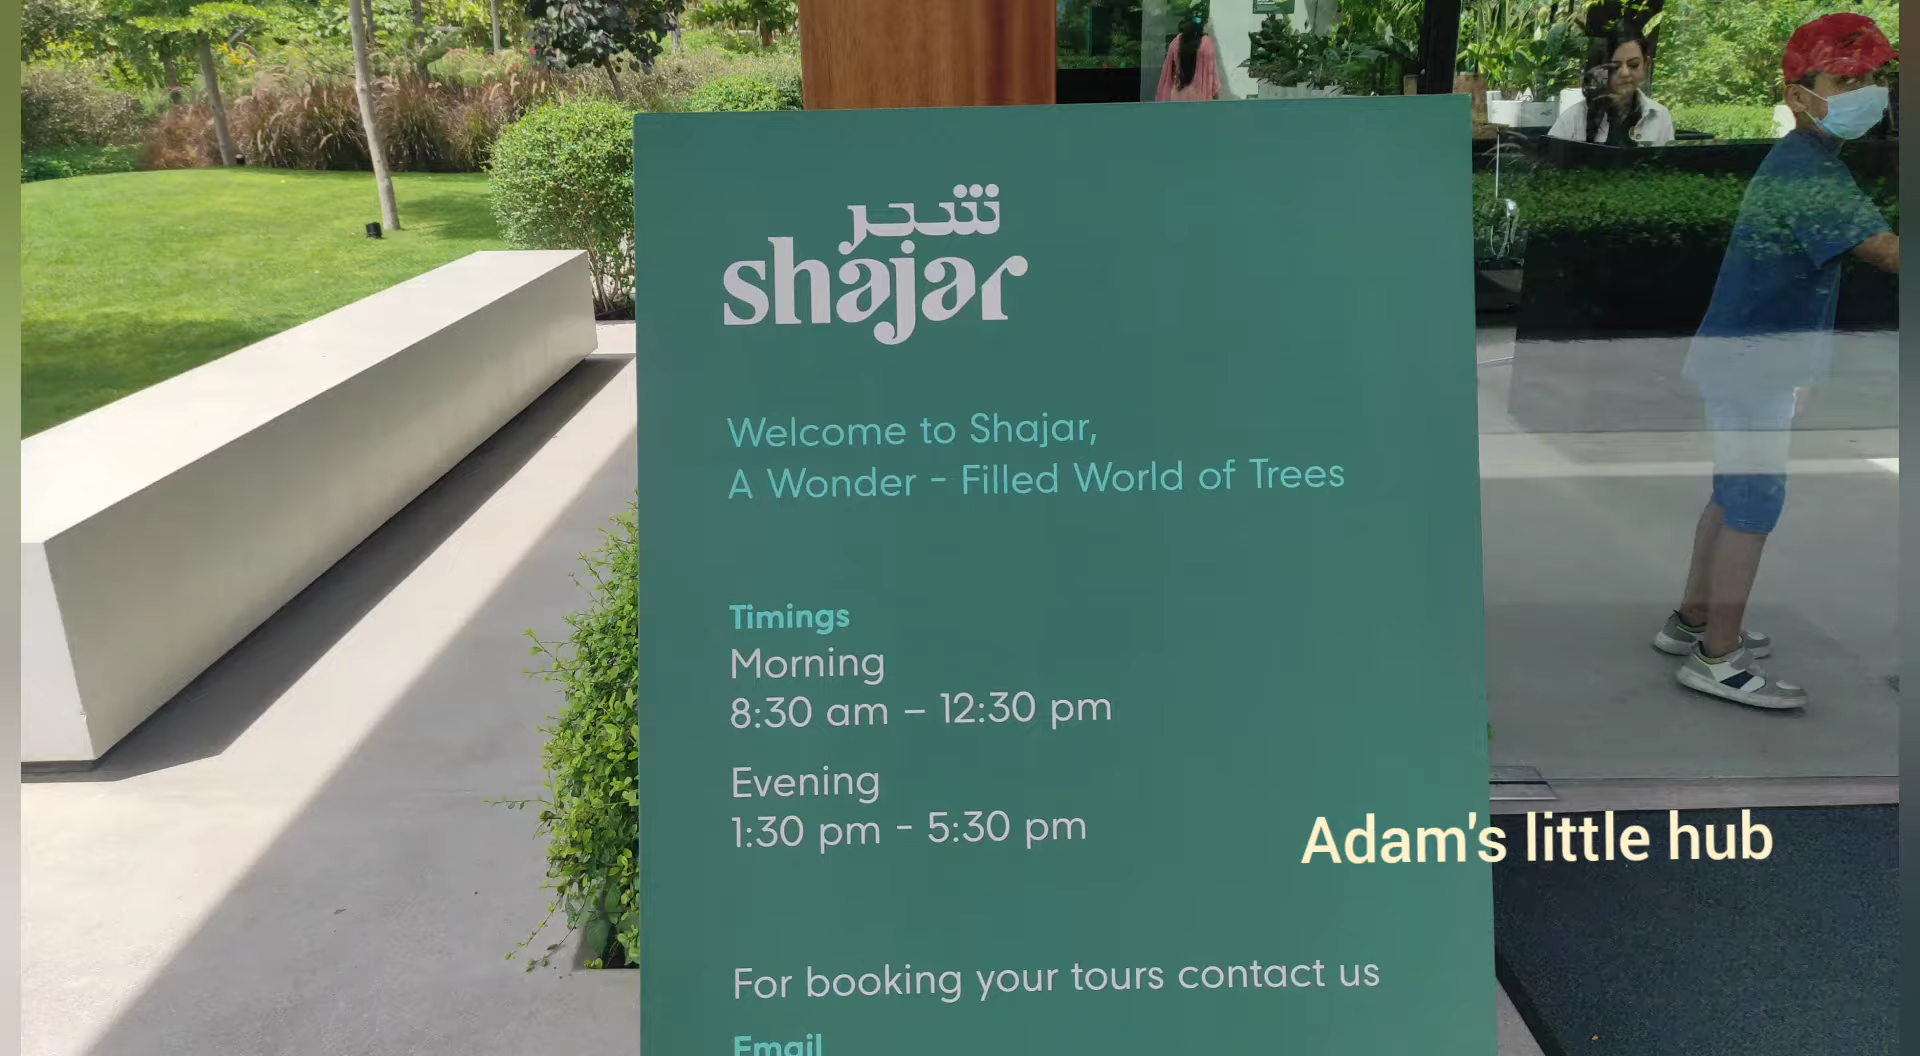 شجر
shajar
Welcome to Shajar,
A Wonder - Filled World of Trees
Timings
Morning
8:30 am – 12:30 pm
Evening
1:30 pm - 5:30 pm
Adam's little hub
For booking your tours contact us
Email